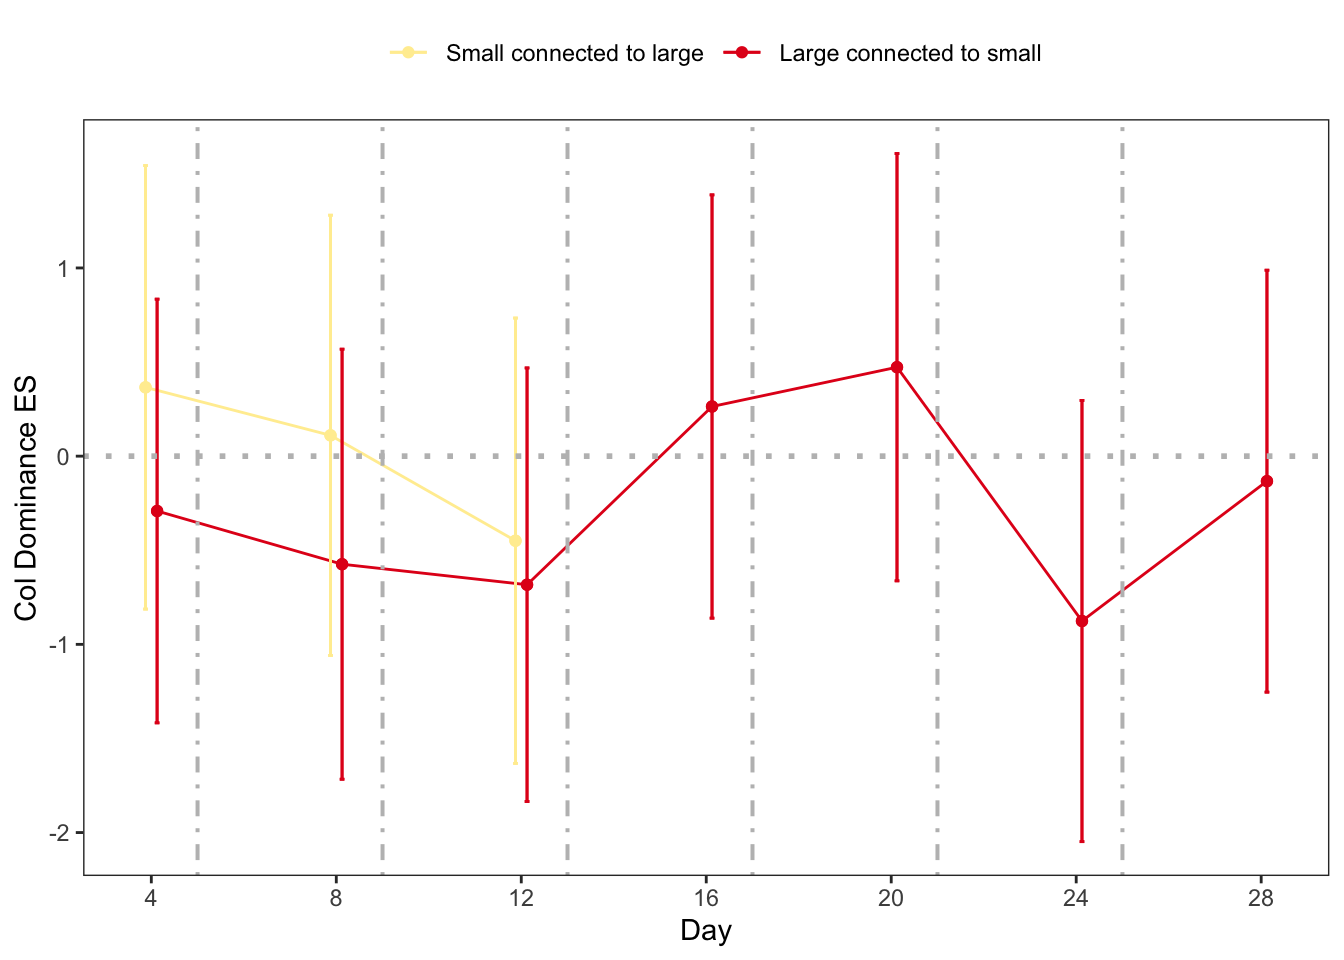 Small connected to large Large connected to small
Col Dominance ES
1
0
-1
-2
4 8 12 16 20 24 28
Day